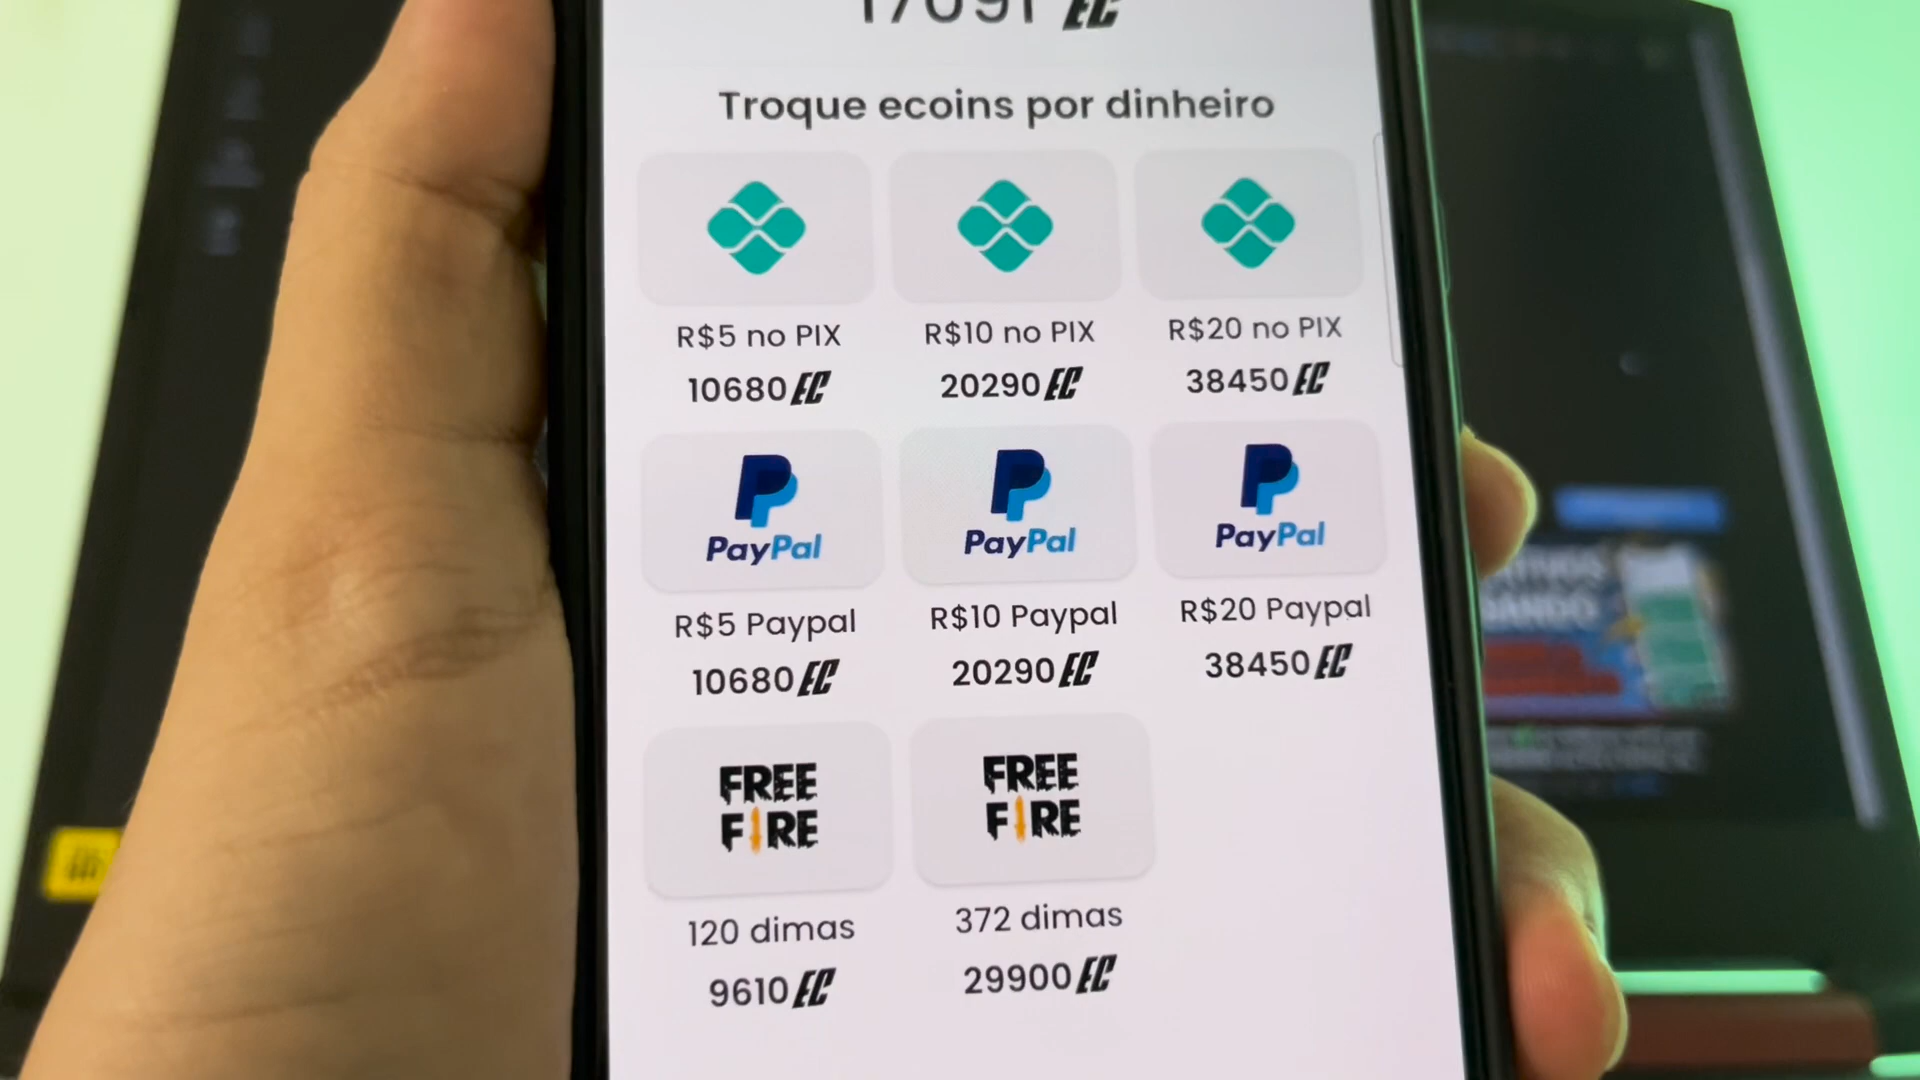 17091 EC
Troque ecoins por dinheiro
R$5 no PIX R$10 no PIX R$20 no PIX
10680 EC 20290 EC 38450 EC
PayPal PayPal PayPal
R$5 Paypal R$10 Paypal R$20 Paypal
10680 EC 20290 EC 38450 EC
FREE FREE
FIRE FIRE
120 dimas 372 dimas
9610 EC 29900 EC